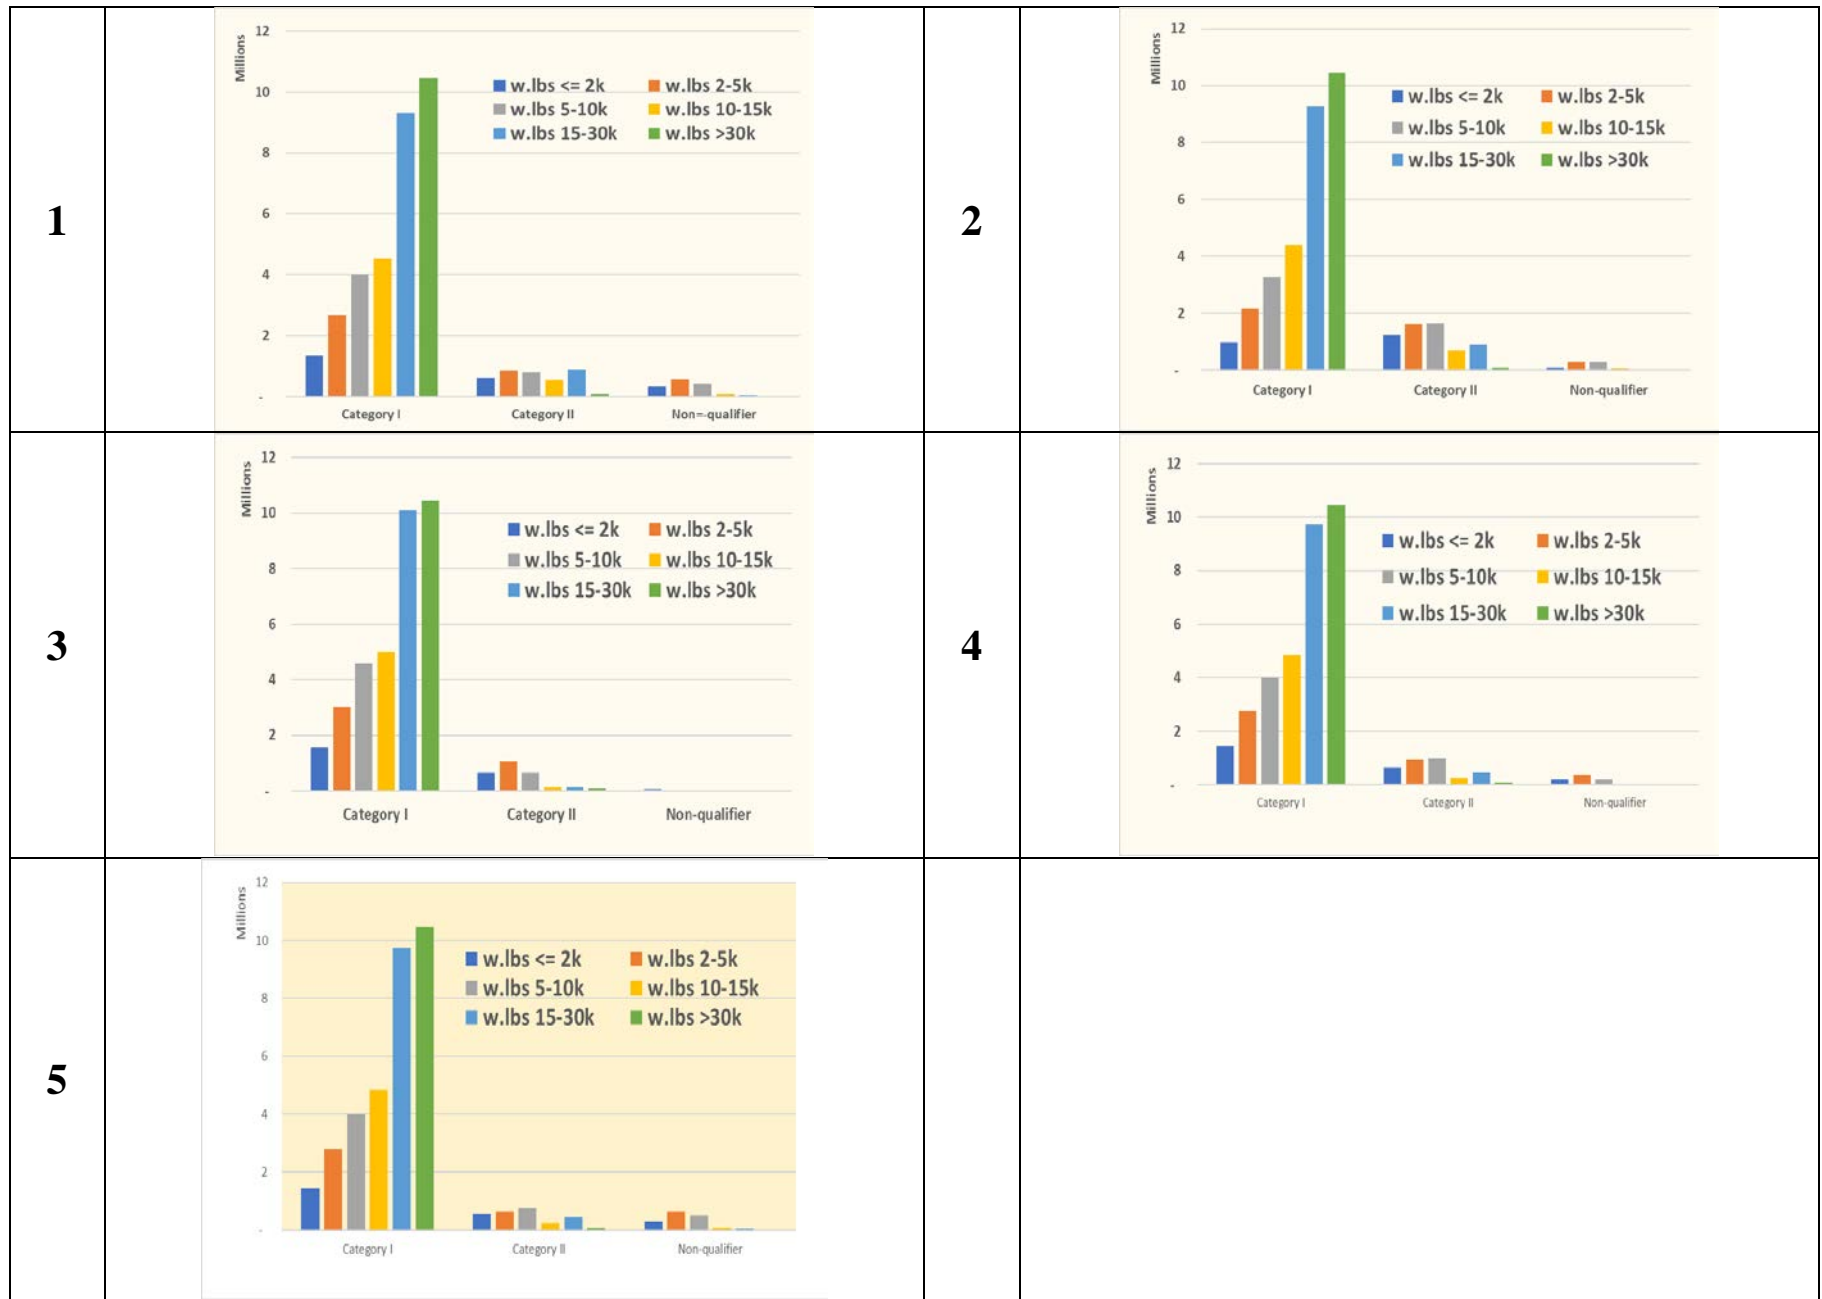 1
Millions
12
10
8
6
4
2
-
w.lbs <= 2k w.lbs 2-5k
w.lbs 5-10k w.lbs 10-15k
w.lbs 15-30k w.lbs >30k
Category I Category II Non=-qualifier
2
Millions
12
10
8
6
4
2
-
w.lbs <= 2k w.lbs 2-5k
w.lbs 5-10k w.lbs 10-15k
w.lbs 15-30k w.lbs >30k
Category I Category II Non-qualifier
3
Millions
12
10
8
6
4
2
-
w.lbs <= 2k w.lbs 2-5k
w.lbs 5-10k w.lbs 10-15k
w.lbs 15-30k w.lbs >30k
Category I Category II Non-qualifier
4
Millions
12
10
8
6
4
2
-
w.lbs <= 2k w.lbs 2-5k
w.lbs 5-10k w.lbs 10-15k
w.lbs 15-30k w.lbs >30k
Category I Category II Non-qualifier
5
Millions
12
10
8
6
4
2
-
w.lbs <= 2k w.lbs 2-5k
w.lbs 5-10k w.lbs 10-15k
w.lbs 15-30k w.lbs >30k
Category I Category II Non-qualifier